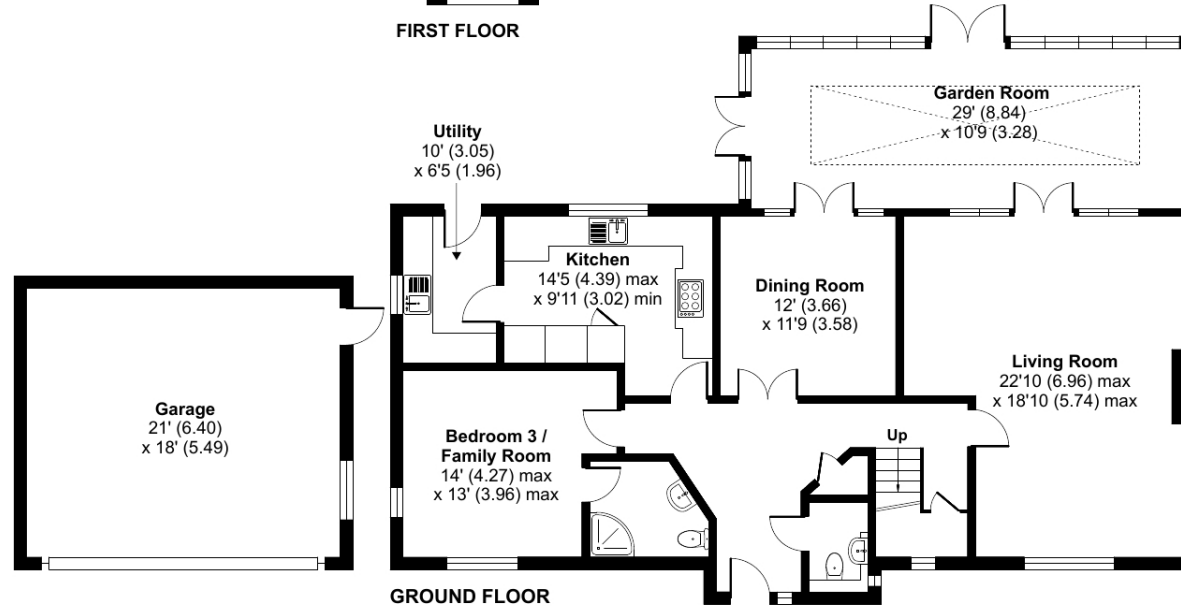 FIRST FLOOR
Garden Room
29' (8.84)
x 10'9 (3.28)
Utility
10' (3.05)
x 6'5 (1.96)
Kitchen
14'5 (4.39) max
x 9'11 (3.02) min
Dining Room
12' (3.66)
x 11'9 (3.58)
Living Room
22'10 (6.96) max
x 18'10 (5.74) max
Garage
21' (6.40)
x 18' (5.49)
Bedroom 3 /
Family Room
14' (4.27) max
x 13' (3.96) max
Up
GROUND FLOOR